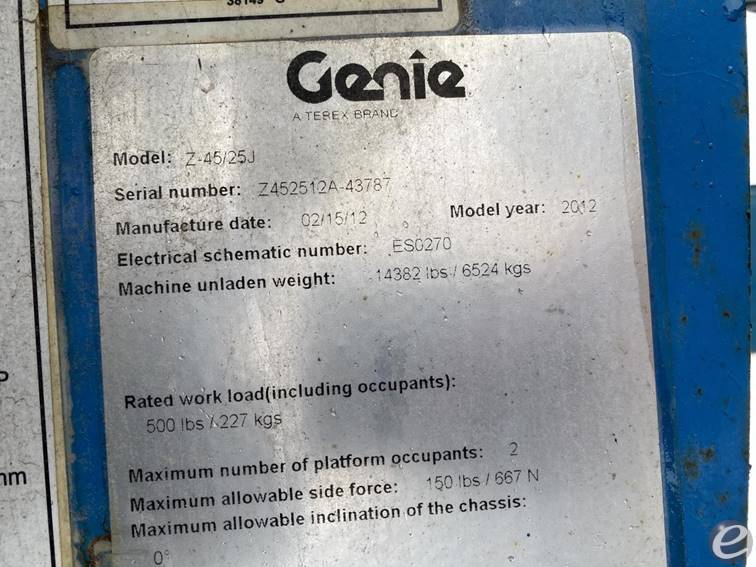 38149 G
Genie
A TEREX BRAND
Model: Z-45/25J
Serial number: Z452512A-43787
Manufacture date: 02/15/12 Model year: 2012
Electrical schematic number: ES0270
Machine unladen weight: 14382 lbs / 6524 kgs
Rated work load(including occupants):
500 lbs / 227 kgs
Maximum number of platform occupants: 2
Maximum allowable side force: 150 lbs / 667 N
Maximum allowable inclination of the chassis:
0°
mm
e